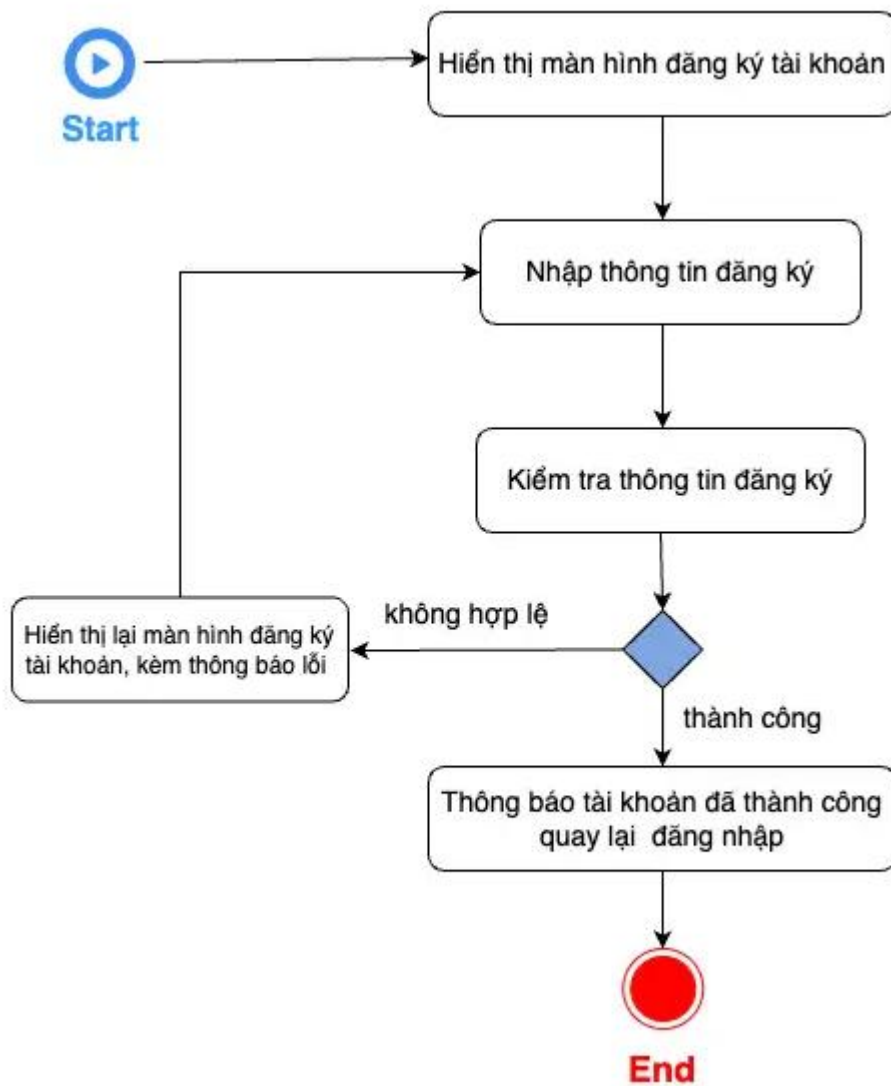 Start
Hiển thị màn hình đăng ký tài khoản
Nhập thông tin đăng ký
Kiểm tra thông tin đăng ký
không hợp lệ
Hiển thị lại màn hình đăng ký
tài khoản, kèm thông báo lỗi
thành công
Thông báo tài khoản đã thành công
quay lại đăng nhập
End